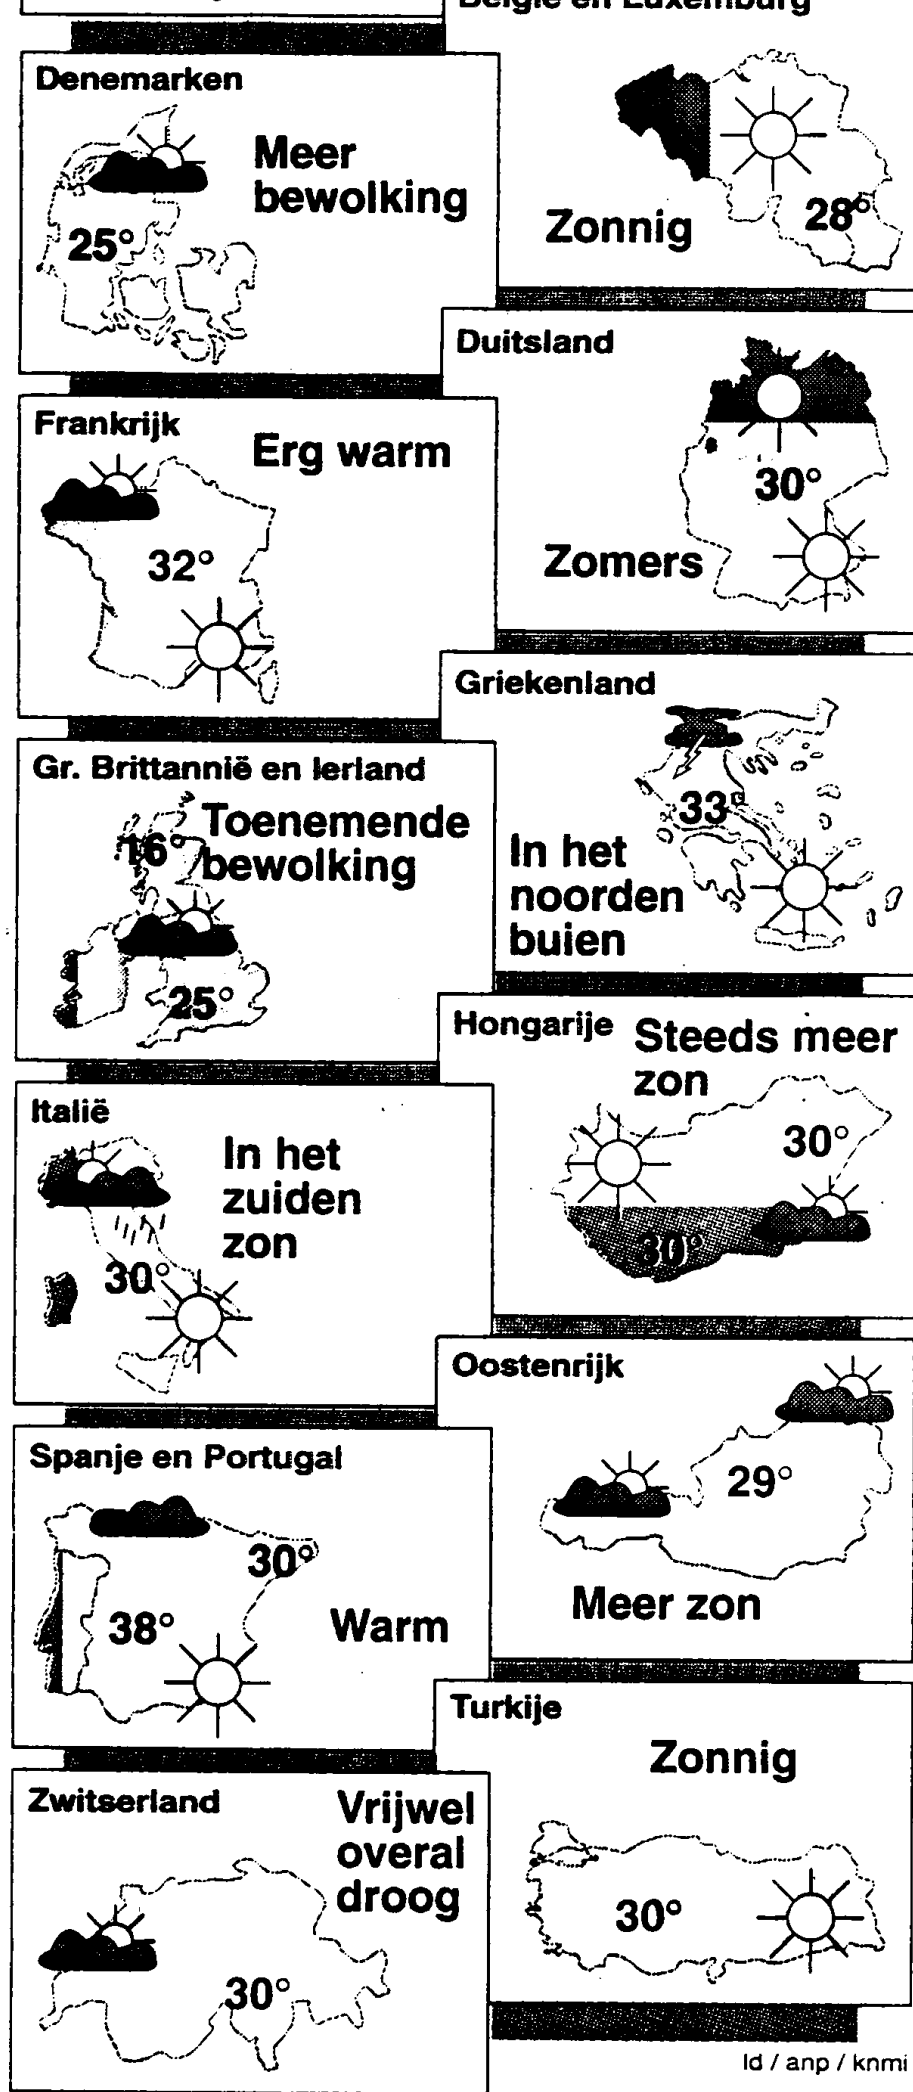 België en Luxemburg
Zonnig
28°
Denemarken
Meer
bewolking
25°
Duitsland
30°
Zomers
Frankrijk
Erg warm
32°
Griekenland
33°
In het
noorden
buien
Gr. Brittannië en Ierland
Toenemende
bewolking
16°
25°
Hongarije
Steeds meer
zon
30°
30°
Italië
In het
zuiden
zon
30°
Oostenrijk
29°
Meer zon
Spanje en Portugal
30°
38°
Warm
Turkije
Zonnig
30°
Zwitserland
Vrijwel
overal
droog
30°
ld / anp / knmi